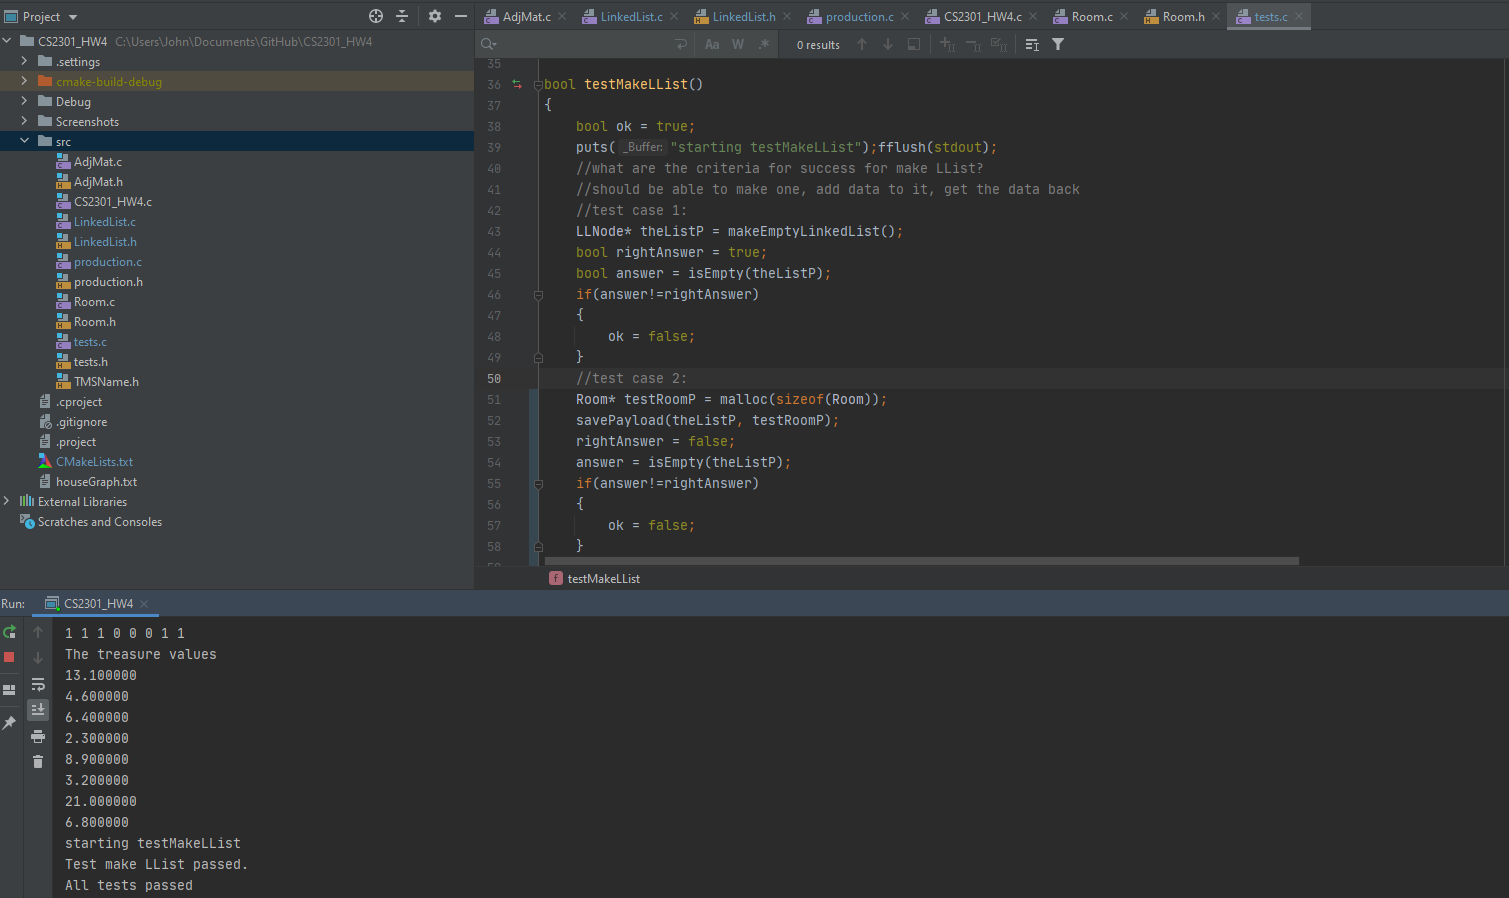 Project
CS2301_HW4 C:\Users\John\Documents\GitHub\CS2301_HW4
.settings
cmake-build-debug
Debug
Screenshots
src
AdjMat.c
AdjMat.h
CS2301_HW4.c
LinkedList.c
LinkedList.h
production.c
production.h
Room.c
Room.h
tests.c
tests.h
TMSName.h
.cproject
.gitignore
.project
CMakeLists.txt
houseGraph.txt
External Libraries
Scratches and Consoles
AdjMat.c LinkedList.c LinkedList.h production.c CS2301_HW4.c Room.c Room.h tests.c
Aa W .* 0 results
35
36 bool testMakeLList()
37 {
38 bool ok = true;
39 puts( _Buffer: "starting testMakeLList");fflush(stdout);
40 //what are the criteria for success for make LList?
41 //should be able to make one, add data to it, get the data back
42 //test case 1:
43 LLNode* theListP = makeEmptyLinkedList();
44 bool rightAnswer = true;
45 bool answer = isEmpty(theListP);
46 if(answer!=rightAnswer)
47 {
48 ok = false;
49 }
50 //test case 2:
51 Room* testRoomP = malloc(sizeof(Room));
52 savePayload(theListP, testRoomP);
53 rightAnswer = false;
54 answer = isEmpty(theListP);
55 if(answer!=rightAnswer)
56 {
57 ok = false;
58 }
f testMakeLList
Run: CS2301_HW4
1 1 1 0 0 0 1 1
The treasure values
13.100000
4.600000
6.400000
2.300000
8.900000
3.200000
21.000000
6.800000
starting testMakeLList
Test make LList passed.
All tests passed